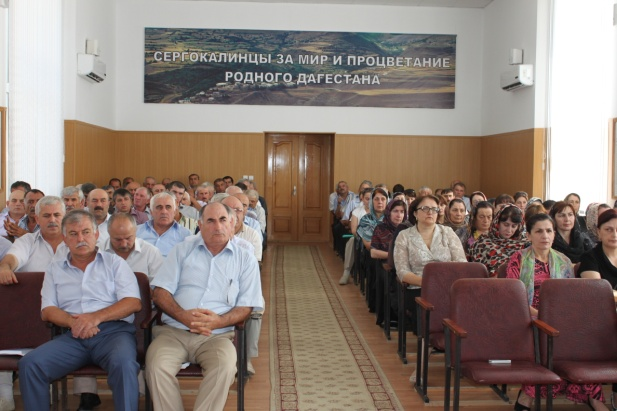 СЕРГОКАЛИНЦЫ ЗА МИР И ПРОЦВЕТАНИЕ
РОДНОГО ДАГЕСТАНА